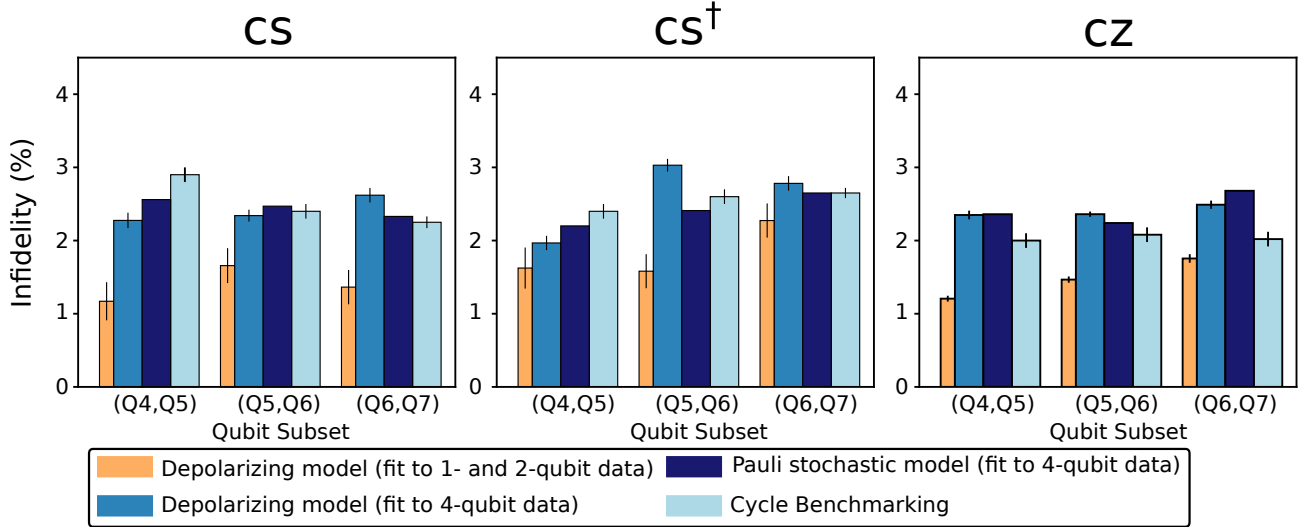 CS
CS†
CZ
Infidelity (%)
4
3
2
1
0
4
3
2
1
0
4
3
2
1
0
(Q4,Q5) (Q5,Q6) (Q6,Q7)
(Q4,Q5) (Q5,Q6) (Q6,Q7)
(Q4,Q5) (Q5,Q6) (Q6,Q7)
Qubit Subset
Qubit Subset
Qubit Subset
Depolarizing model (fit to 1- and 2-qubit data)
Depolarizing model (fit to 4-qubit data)
Pauli stochastic model (fit to 4-qubit data)
Cycle Benchmarking